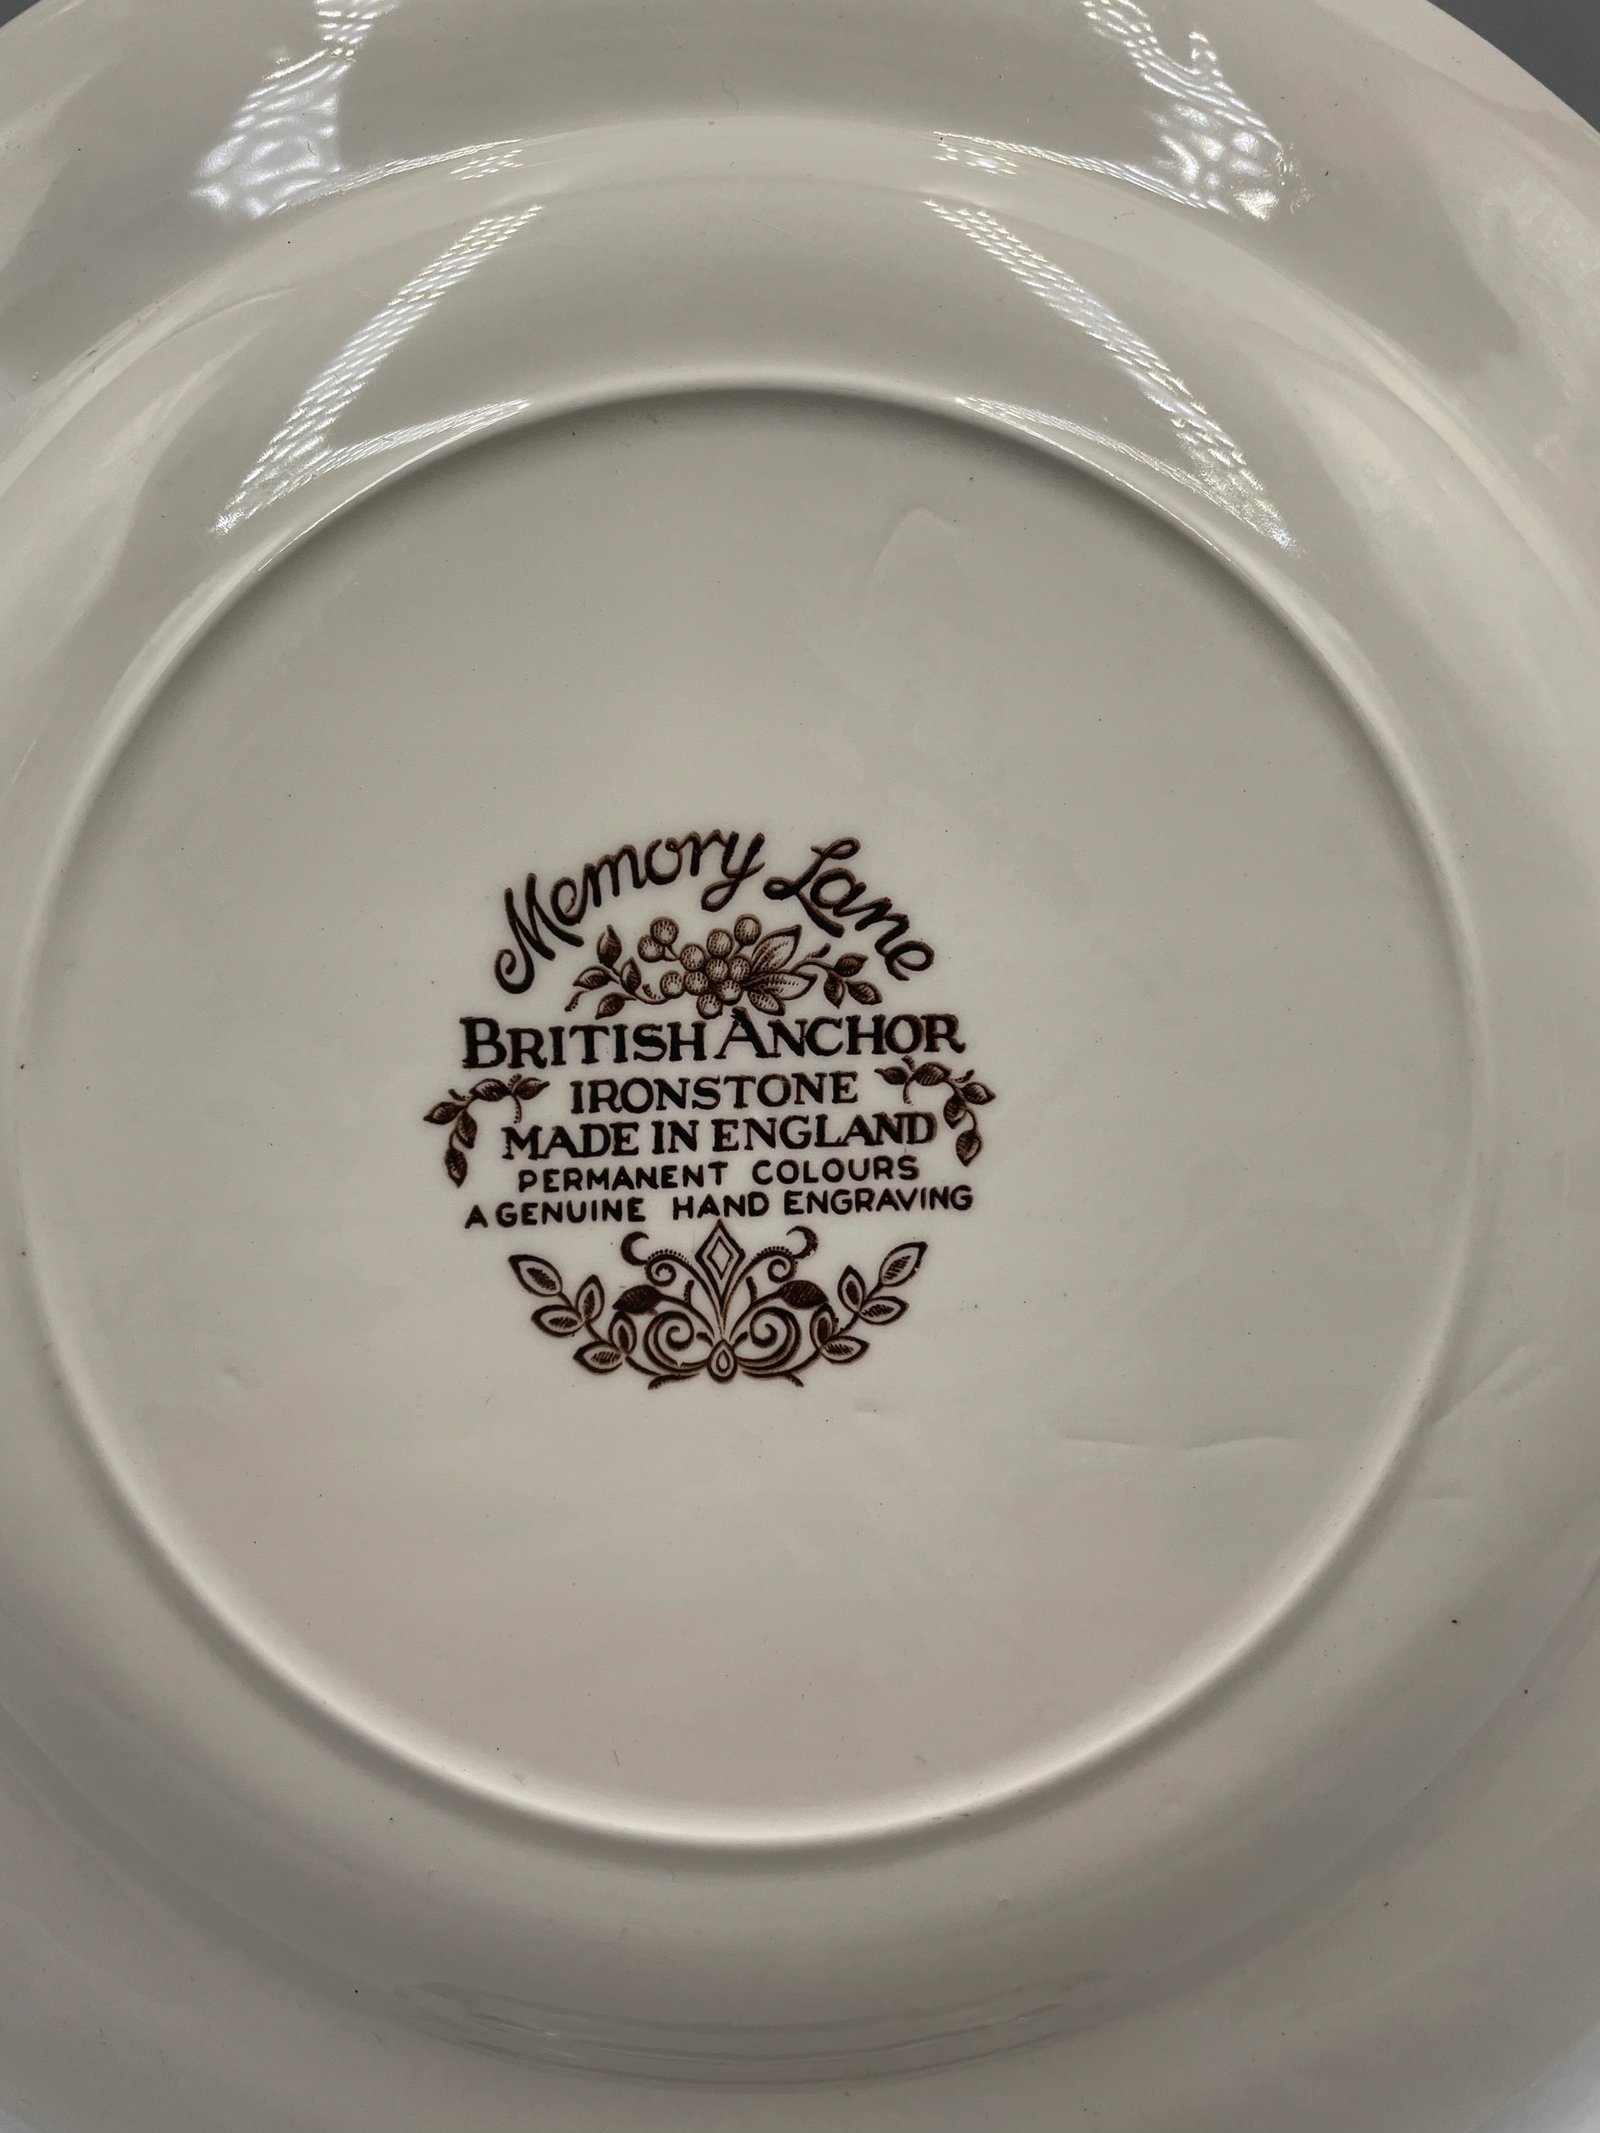 Memory Lane
BRITISH ANCHOR
IRONSTONE
MADE IN ENGLAND
PERMANENT COLOURS
A GENUINE HAND ENGRAVING